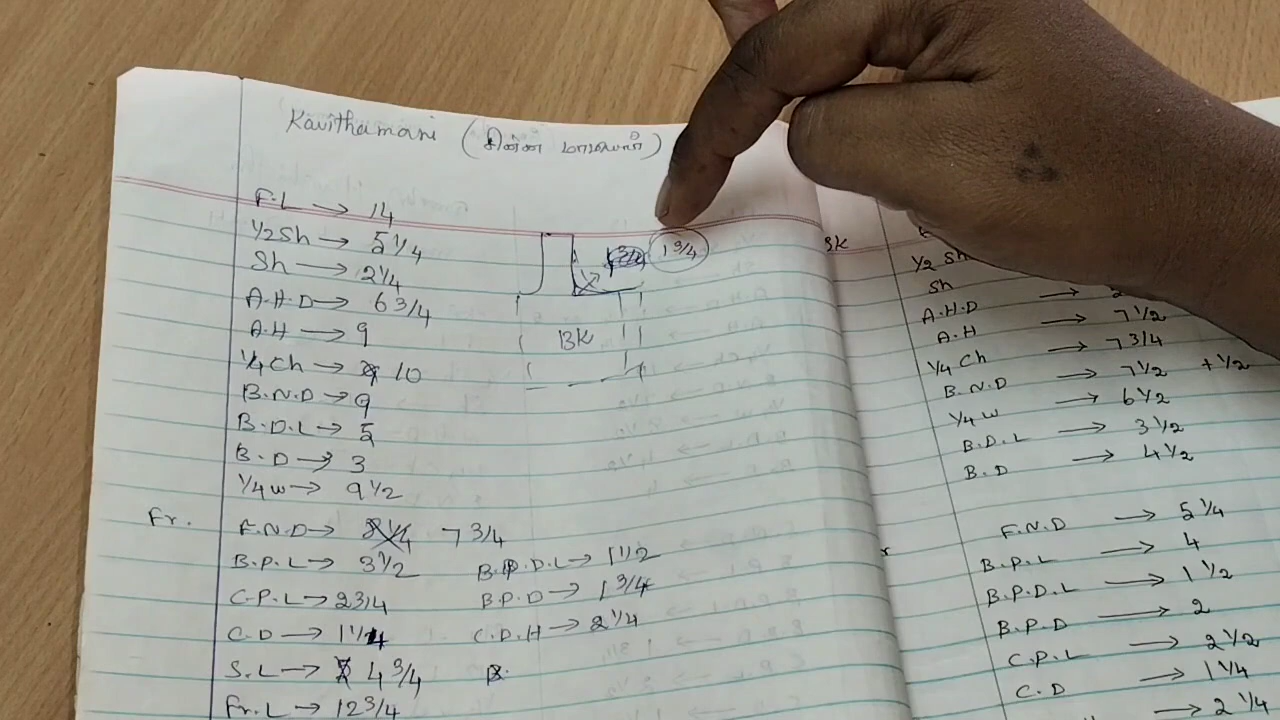 Kavithamani (சின்ன மாமியார்)
F.L → 14
1/2Sh → 5 1/4
Sh → 2 1/4
A.H.D → 6 3/4
A.H → 9
1/4 Ch → 10
B.N.D → 9
B.D.L → 5
B.D → 3
1/4 W → 9 1/2
1 3/4
BK
Fr.
F.N.D → 8 1/4 7 3/4
B.P.L → 3 1/2 B.P.D.L → 1 1/2
C.P.L → 2 3/4 B.P.D → 1 3/4
C.D → 1 1/4 C.D.H → 2 1/4
S.L → 4 3/4
Fr.L → 12 3/4
BK
1/2 Sh
Sh
A.H.D → 7 1/2
A.H → 7 3/4
1/4 Ch → 7 1/2 + 1/2
B.N.D → 6 1/2
1/4 W → 3 1/2
B.D.L → 4 1/2
B.D
F.N.D → 5 1/4
B.P.L → 4
B.P.D.L → 1 1/2
B.P.D → 2
C.P.L → 2 1/2
C.D → 1 1/4
→ 2 1/4